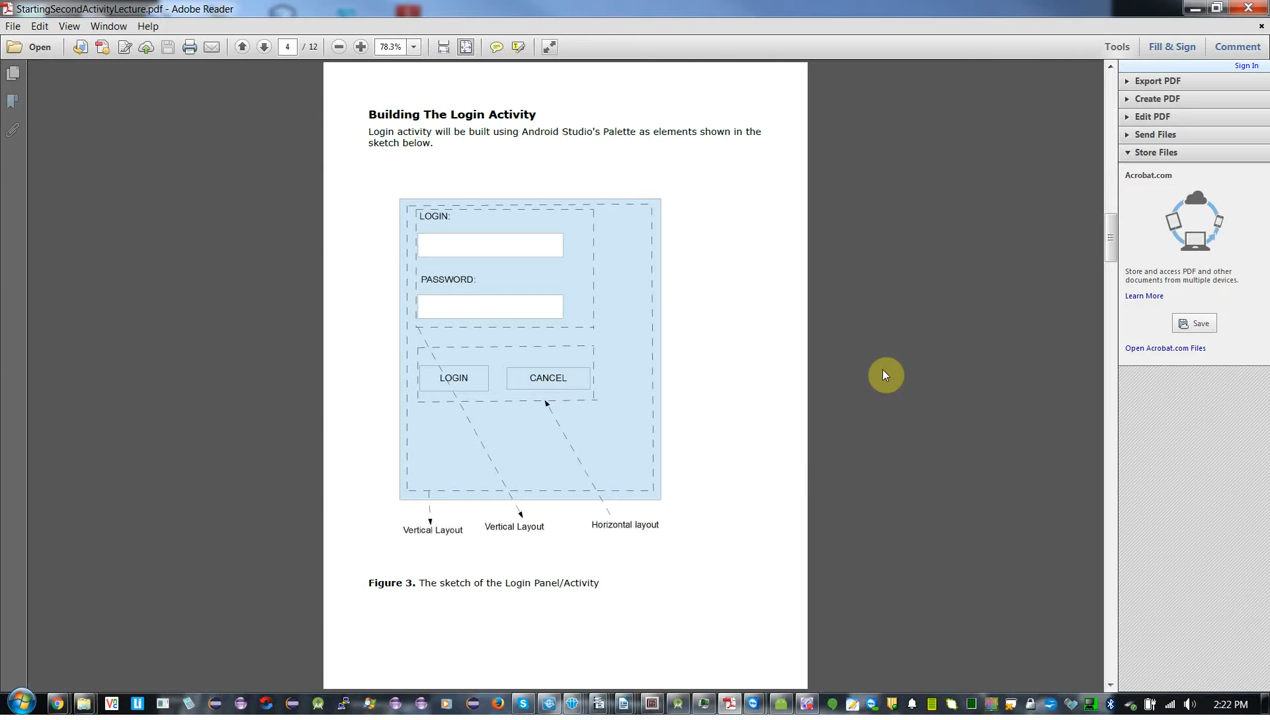 StartingSecondActivityLecture.pdf - Adobe Reader
File Edit View Window Help
Open 4 / 12 78.3% Tools Fill & Sign Comment
Sign In
Export PDF
Create PDF
Edit PDF
Send Files
Store Files
Acrobat.com
Store and access PDF and other
documents from multiple devices.
Learn More
Save
Open Acrobat.com Files
Building The Login Activity
Login activity will be built using Android Studio's Palette as elements shown in the
sketch below.
LOGIN:
PASSWORD:
LOGIN CANCEL
Vertical Layout Vertical Layout Horizontal layout
Figure 3. The sketch of the Login Panel/Activity
2:22 PM